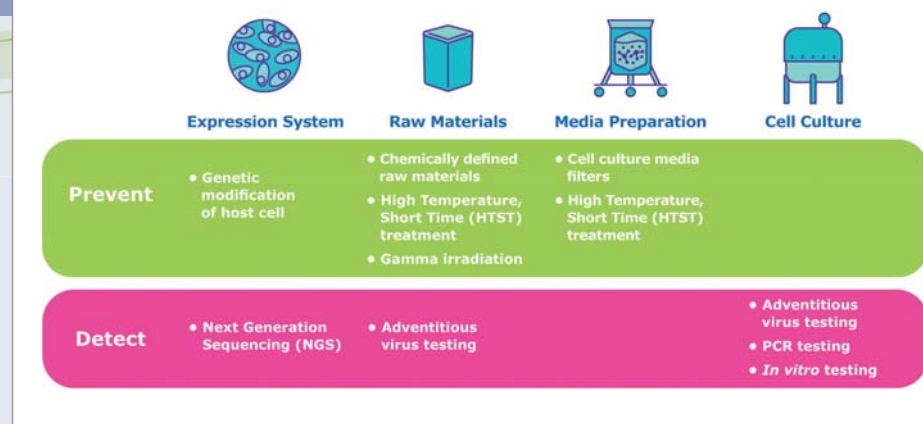 Expression System
Raw Materials
Media Preparation
Cell Culture
Prevent
• Genetic
modification
of host cell
• Chemically defined
raw materials
• High Temperature,
Short Time (HTST)
treatment
• Gamma irradiation
• Cell culture media
filters
• High Temperature,
Short Time (HTST)
treatment
Detect
• Next Generation
Sequencing (NGS)
• Adventitious
virus testing
• Adventitious
virus testing
• PCR testing
• In vitro testing